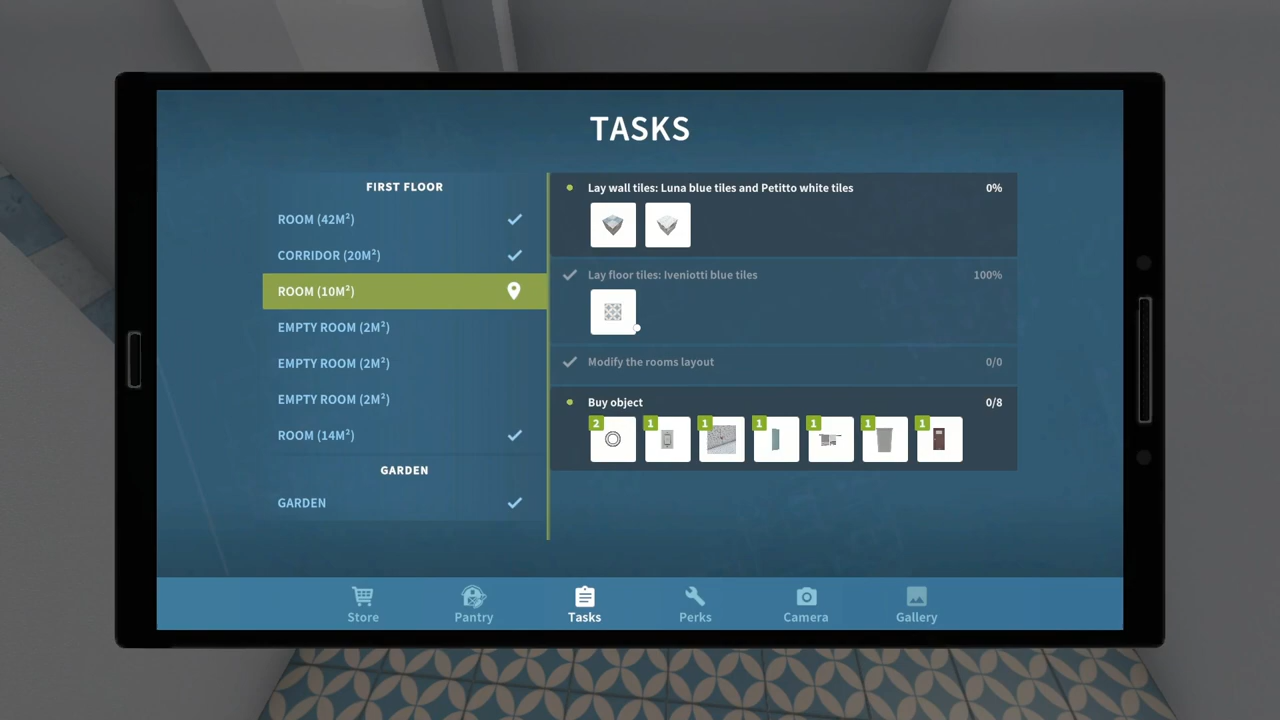 TASKS
FIRST FLOOR
ROOM (42M²)
CORRIDOR (20M²)
ROOM (10M²)
EMPTY ROOM (2M²)
EMPTY ROOM (2M²)
EMPTY ROOM (2M²)
ROOM (14M²)
GARDEN
GARDEN
Lay wall tiles: Luna blue tiles and Petitto white tiles 0%
Lay floor tiles: Iveniotti blue tiles 100%
Modify the rooms layout 0/0
Buy object 0/8
2 1 1 1 1 1 1
Store Pantry Tasks Perks Camera Gallery